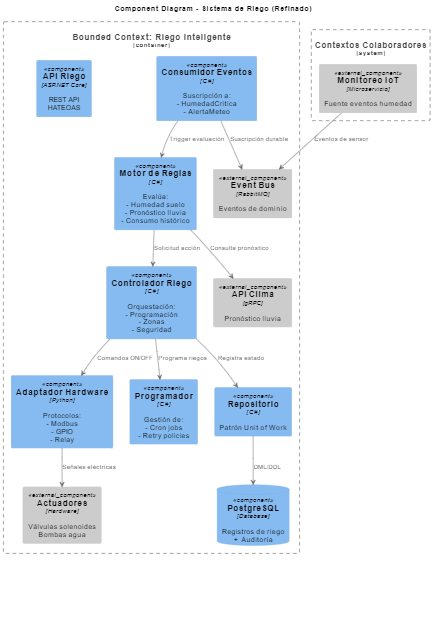 Component Diagram - Sistema de Riego (Refinado)
Bounded Context: Riego Inteligente
[container]
«component»
API Riego
[ASP.NET Core]
REST API
HATEOAS
«component»
Consumidor Eventos
[C#]
Suscripción a:
- HumedadCrítica
- AlertaMeteo
Contextos Colaboradores
[system]
«external_component»
Monitoreo IoT
[Microservicio]
Fuente eventos humedad
Trigger evaluación
Suscripción durable
Eventos de sensor
«component»
Motor de Reglas
[C#]
Evalúa:
- Humedad suelo
- Pronóstico lluvia
- Consumo histórico
«external_component»
Event Bus
[RabbitMQ]
Eventos de dominio
Solicitud acción
Consulta pronóstico
«component»
Controlador Riego
[C#]
Orquestación:
- Programación
- Zonas
- Seguridad
«external_component»
API Clima
[gRPC]
Pronóstico lluvia
Comandos ON/OFF
Programa riegos
Registra estado
«component»
Adaptador Hardware
[Python]
Protocolos:
- Modbus
- GPIO
- Relay
«component»
Programador
[C#]
Gestión de:
- Cron jobs
- Retry policies
«component»
Repositorio
[C#]
Patrón Unit of Work
Señales eléctricas
DML/DDL
«external_component»
Actuadores
[Hardware]
Válvulas solenoides
Bombas agua
«component»
PostgreSQL
[Database]
Registros de riego
+ Auditoría